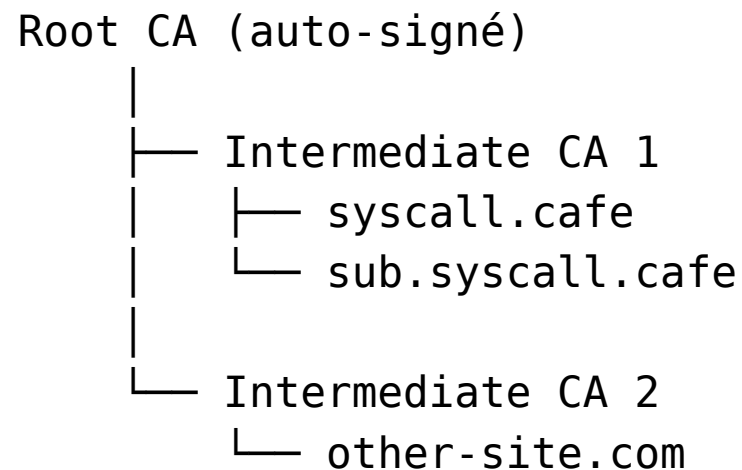 Root CA (auto-signé)
│
├── Intermediate CA 1
│   ├── syscall.cafe
│   └── sub.syscall.cafe
│
└── Intermediate CA 2
    └── other-site.com